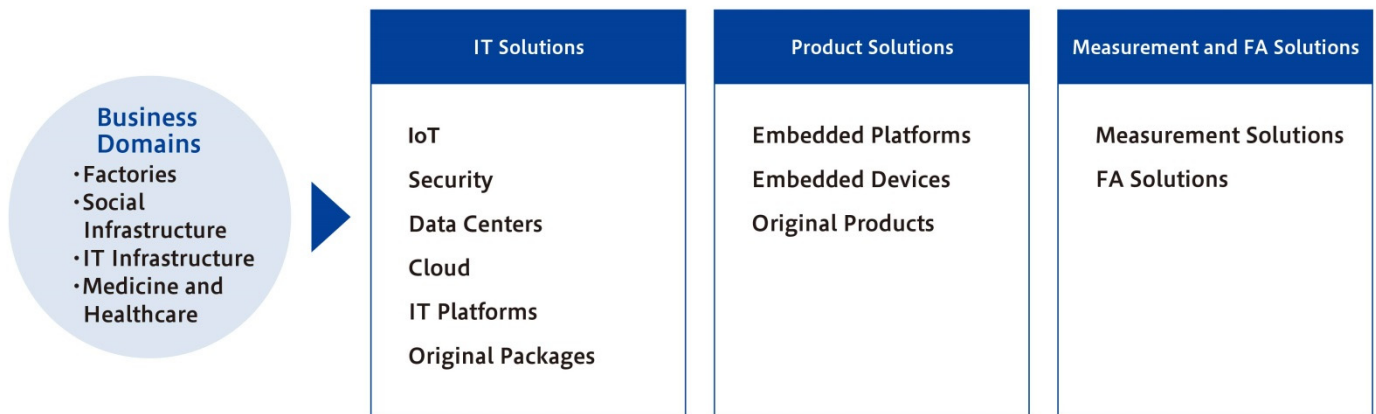 Business
Domains
・Factories
・Social
Infrastructure
・IT Infrastructure
・Medicine and
Healthcare
IT Solutions
IoT
Security
Data Centers
Cloud
IT Platforms
Original Packages
Product Solutions
Embedded Platforms
Embedded Devices
Original Products
Measurement and FA Solutions
Measurement Solutions
FA Solutions